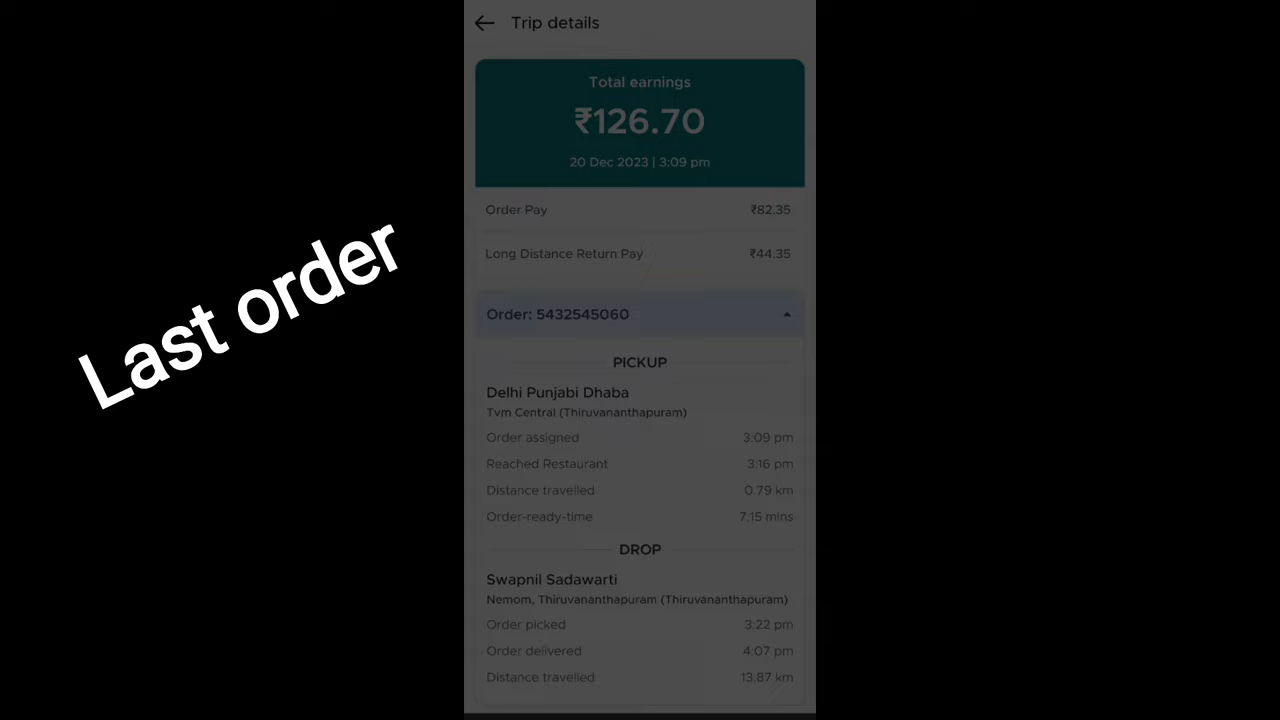 Trip details
Total earnings
₹126.70
20 Dec 2023 | 3:09 pm
Order Pay ₹82.35
Long Distance Return Pay ₹44.35
Last order
Order: 5432545060
PICKUP
Delhi Punjabi Dhaba
Tvm Central (Thiruvananthapuram)
Order assigned 3:09 pm
Reached Restaurant 3:16 pm
Distance travelled 0.79 km
Order-ready-time 7.15 mins
DROP
Swapnil Sadawarti
Nemom, Thiruvananthapuram (Thiruvananthapuram)
Order picked 3:22 pm
Order delivered 4:07 pm
Distance travelled 13.87 km